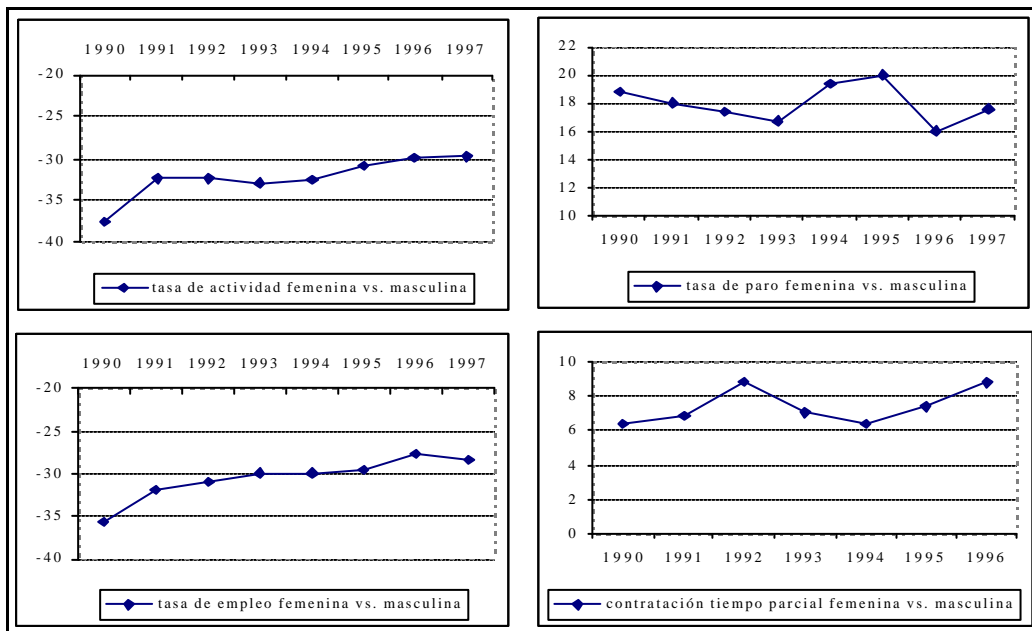 1990 1991 1992 1993 1994 1995 1996 1997
-20
-25
-30
-35
-40
tasa de actividad femenina vs. masculina
22
20
18
16
14
12
10
1990 1991 1992 1993 1994 1995 1996 1997
tasa de paro femenina vs. masculina
1990 1991 1992 1993 1994 1995 1996 1997
-20
-25
-30
-35
-40
tasa de empleo femenina vs. masculina
10
8
6
4
2
0
1990 1991 1992 1993 1994 1995 1996
contratación tiempo parcial femenina vs. masculina